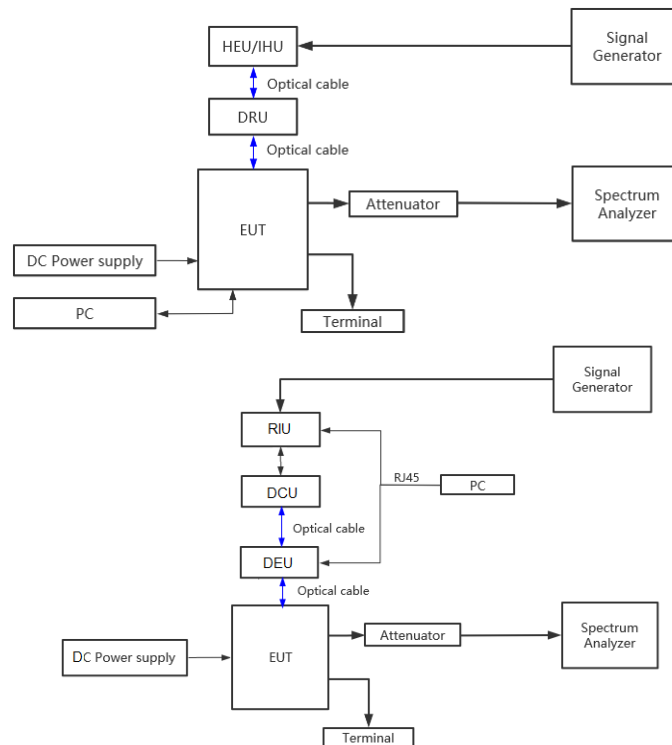 HEU/IHU
Signal
Generator
Optical cable
DRU
Optical cable
EUT
Attenuator
Spectrum
Analyzer
DC Power supply
PC
Terminal
Signal
Generator
RIU
RJ45
PC
DCU
Optical cable
DEU
Optical cable
EUT
Attenuator
Spectrum
Analyzer
DC Power supply
Terminal